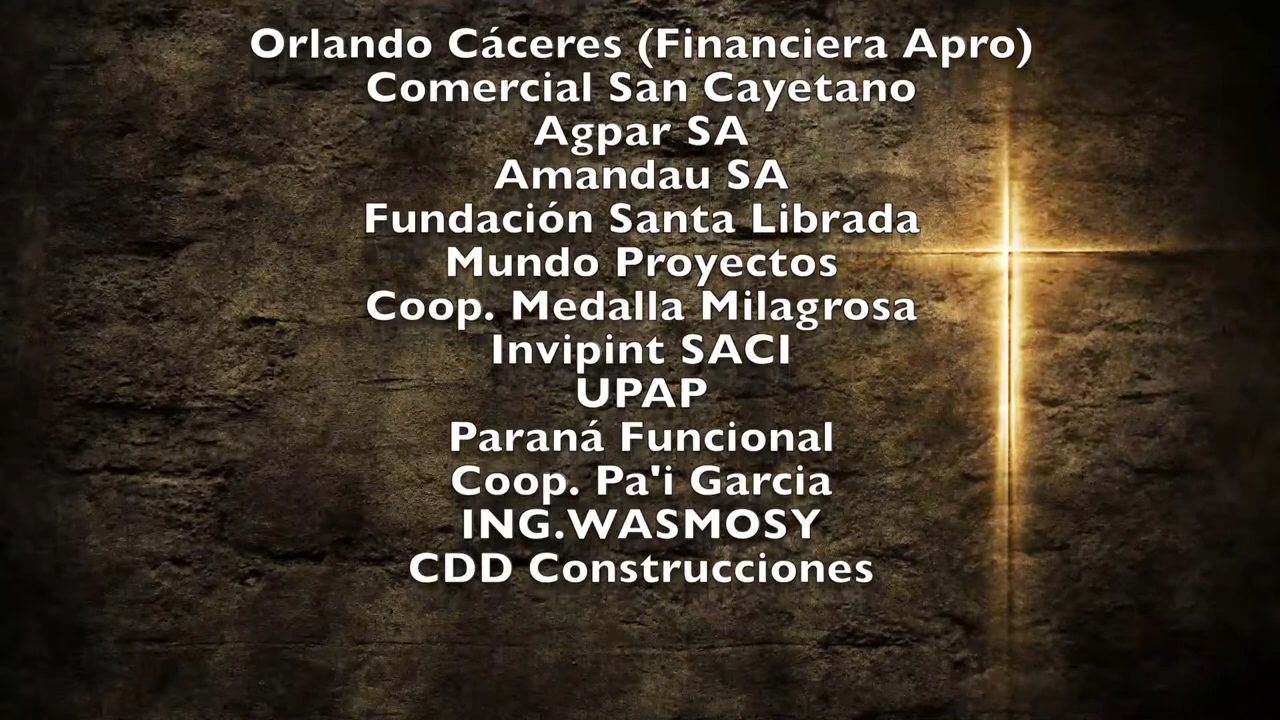 Orlando Cáceres (Financiera Apro)
Comercial San Cayetano
Agpar SA
Amandau SA
Fundación Santa Librada
Mundo Proyectos
Coop. Medalla Milagrosa
Invipint SACI
UPAP
Paraná Funcional
Coop. Pa'i Garcia
ING.WASMOSY
CDD Construcciones